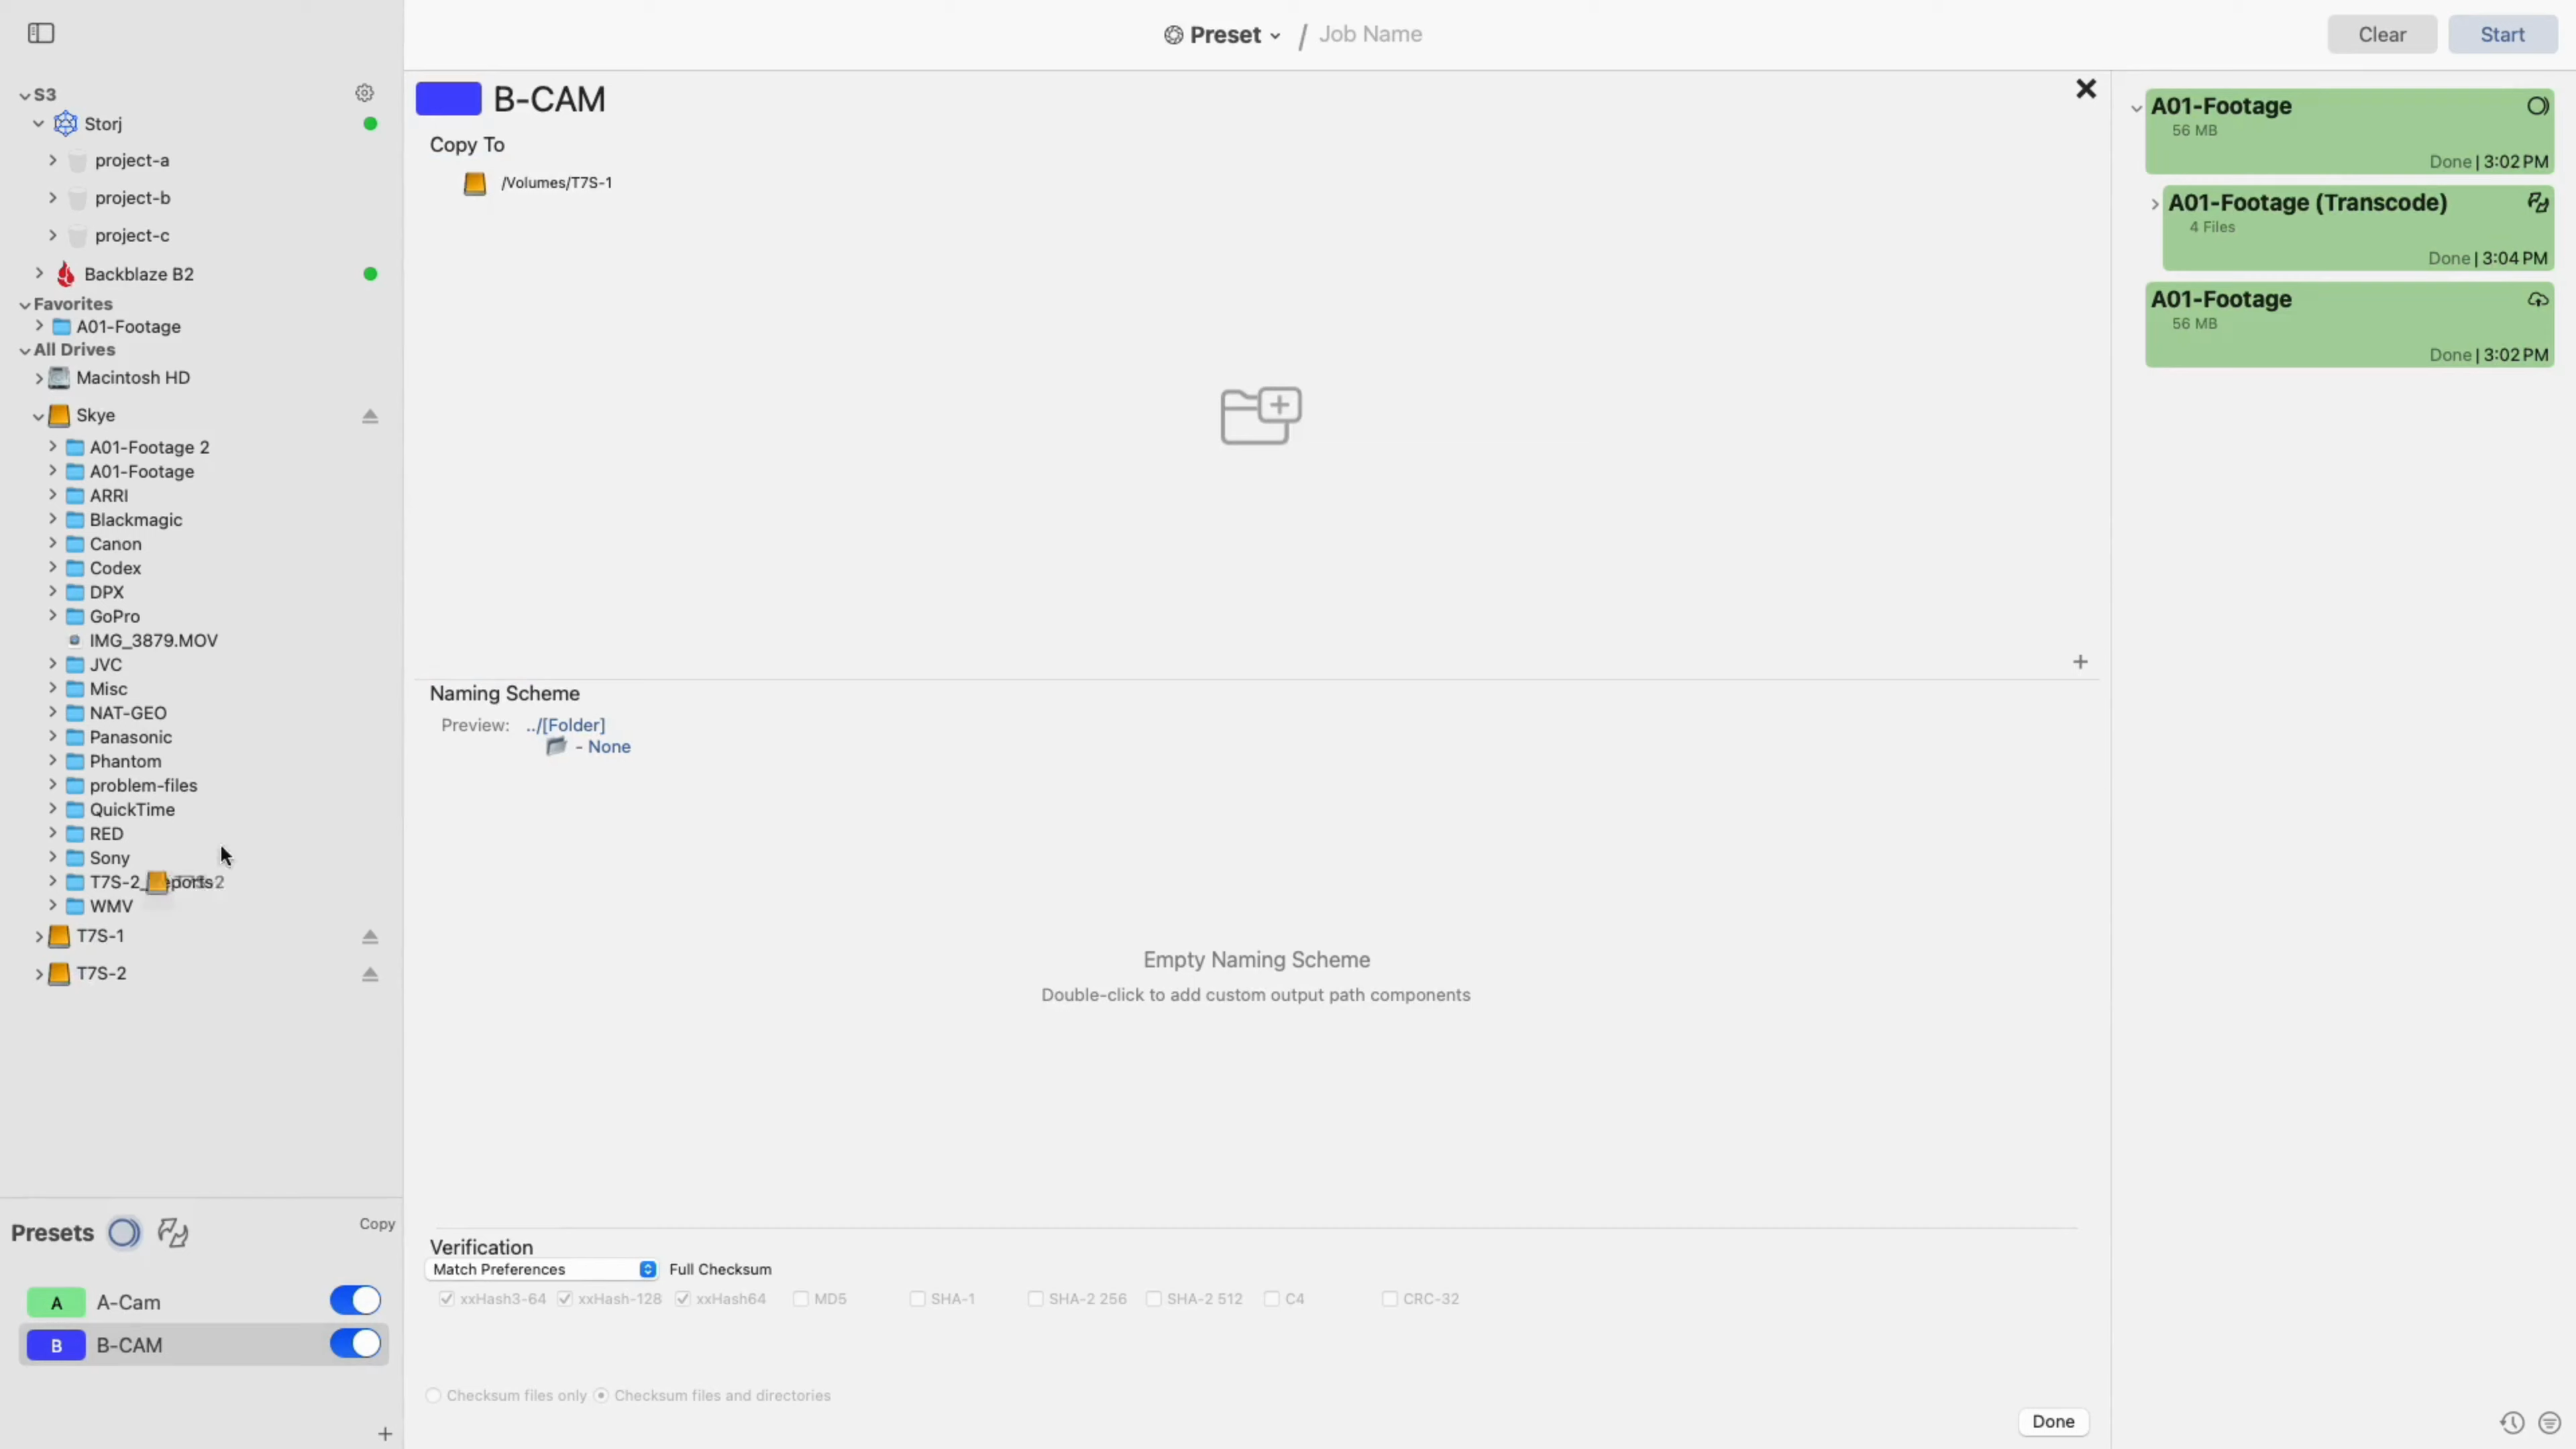 Preset / Job Name
Clear
Start
S3
Storj
project-a
project-b
project-c
Backblaze B2
Favorites
A01-Footage
All Drives
Macintosh HD
Skye
A01-Footage 2
A01-Footage
ARRI
Blackmagic
Canon
Codex
DPX
GoPro
IMG_3879.MOV
JVC
Misc
NAT-GEO
Panasonic
Phantom
problem-files
QuickTime
RED
Sony
T7S-2_
WMV
T7S-1
T7S-2
Presets
Copy
A A-Cam
B B-CAM
+
B-CAM
Copy To
/Volumes/T7S-1
+
Naming Scheme
Preview: ../[Folder]
- None
Empty Naming Scheme
Double-click to add custom output path components
Verification
Match Preferences Full Checksum
xxHash3-64 xxHash-128 xxHash64 MD5 SHA-1 SHA-2 256 SHA-2 512 C4 CRC-32
Checksum files only Checksum files and directories
Done
A01-Footage
56 MB
Done | 3:02 PM
A01-Footage (Transcode)
4 Files
Done | 3:04 PM
A01-Footage
56 MB
Done | 3:02 PM